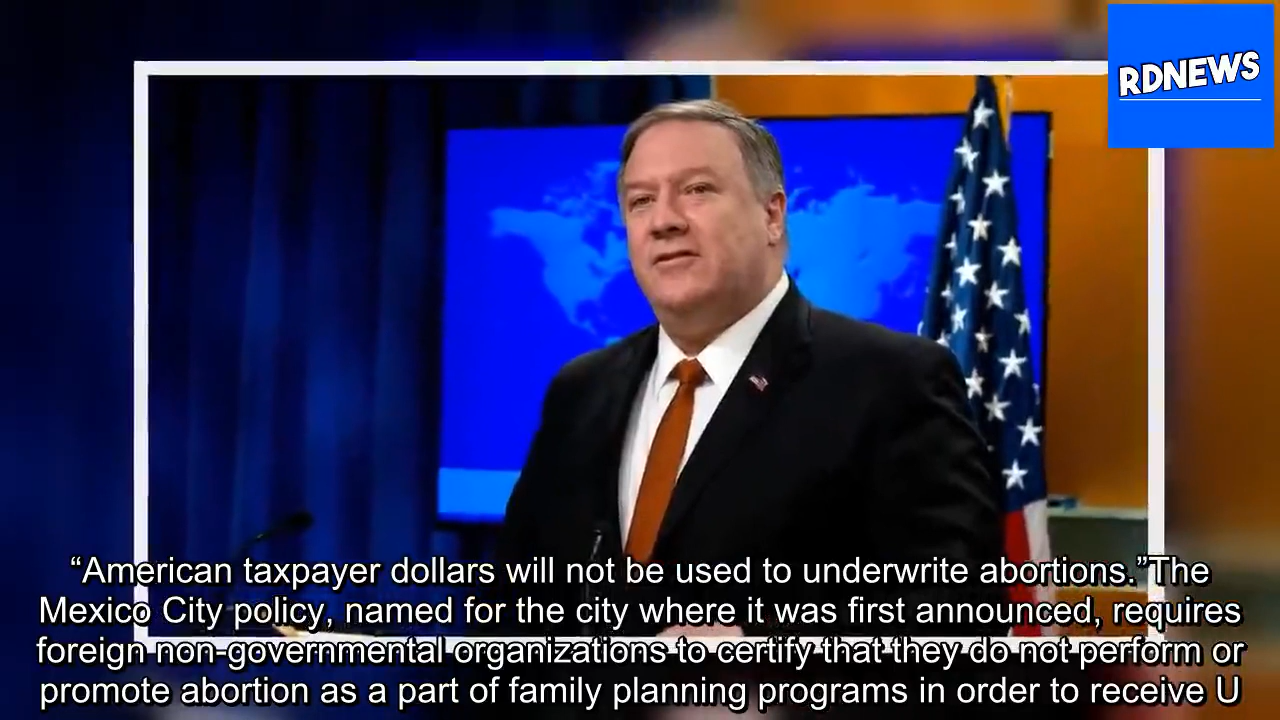 RDNEWS
“American taxpayer dollars will not be used to underwrite abortions.”The
Mexico City policy, named for the city where it was first announced, requires
foreign non-governmental organizations to certify that they do not perform or
promote abortion as a part of family planning programs in order to receive U